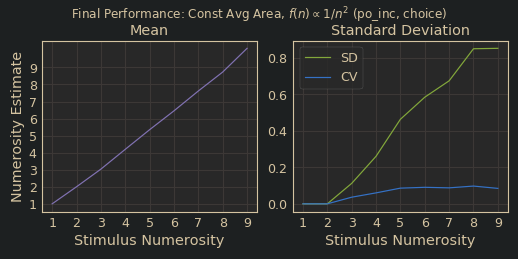 Final Performance: Const Avg Area, f(n) ∝ 1/n² (po_inc, choice)
Mean
Numerosity Estimate
9
8
7
6
5
4
3
2
1
1 2 3 4 5 6 7 8 9
Stimulus Numerosity
Standard Deviation
SD
CV
0.8
0.6
0.4
0.2
0.0
1 2 3 4 5 6 7 8 9
Stimulus Numerosity